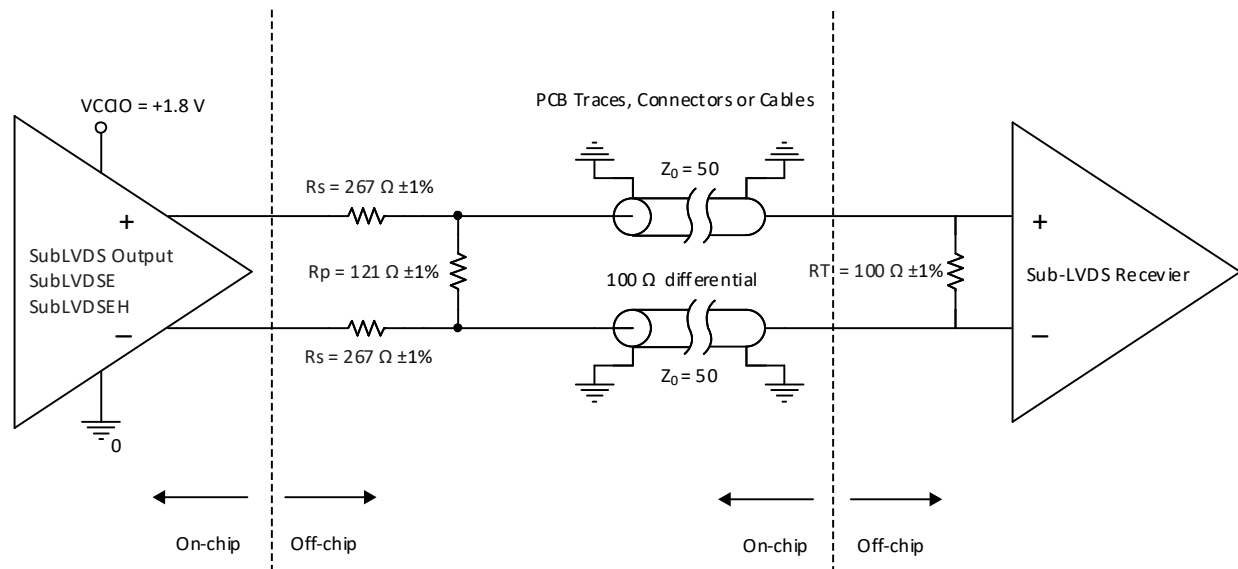 VCCIO = +1.8 V
PCB Traces, Connectors or Cables
Z0 = 50
Rs = 267 Ω ±1%
+
SubLVDS Output
SubLVDSE
SubLVDSEH
−
Rp = 121 Ω ±1%
100 Ω differential
RT = 100 Ω ±1%
+
Sub-LVDS Recevier
−
Rs = 267 Ω ±1%
Z0 = 50
0
On-chip
Off-chip
On-chip
Off-chip